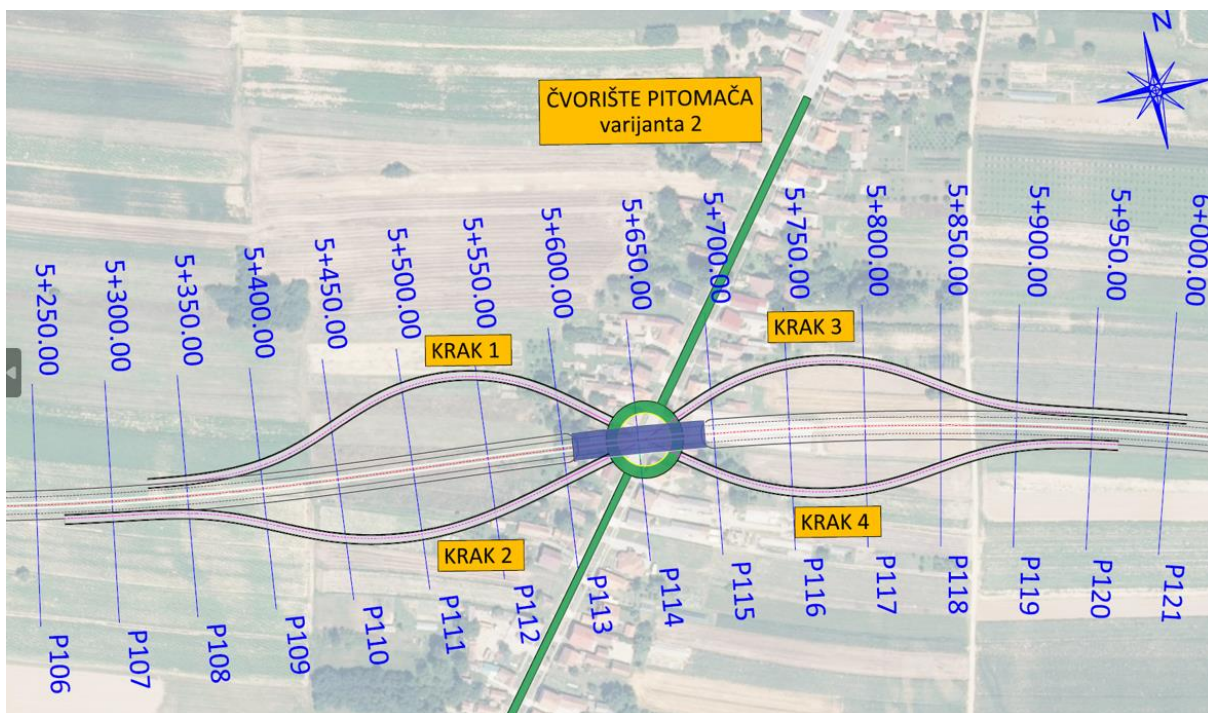 Z
ČVORIŠTE PITOMAČA
varijanta 2
5+250.00
5+300.00
5+350.00
5+400.00
5+450.00
5+500.00
5+550.00
5+600.00
5+650.00
5+700.00
5+750.00
5+800.00
5+850.00
5+900.00
5+950.00
6+000.00
KRAK 1
KRAK 3
KRAK 2
KRAK 4
P106
P107
P108
P109
P110
P111
P112
P113
P114
P115
P116
P117
P118
P119
P120
P121